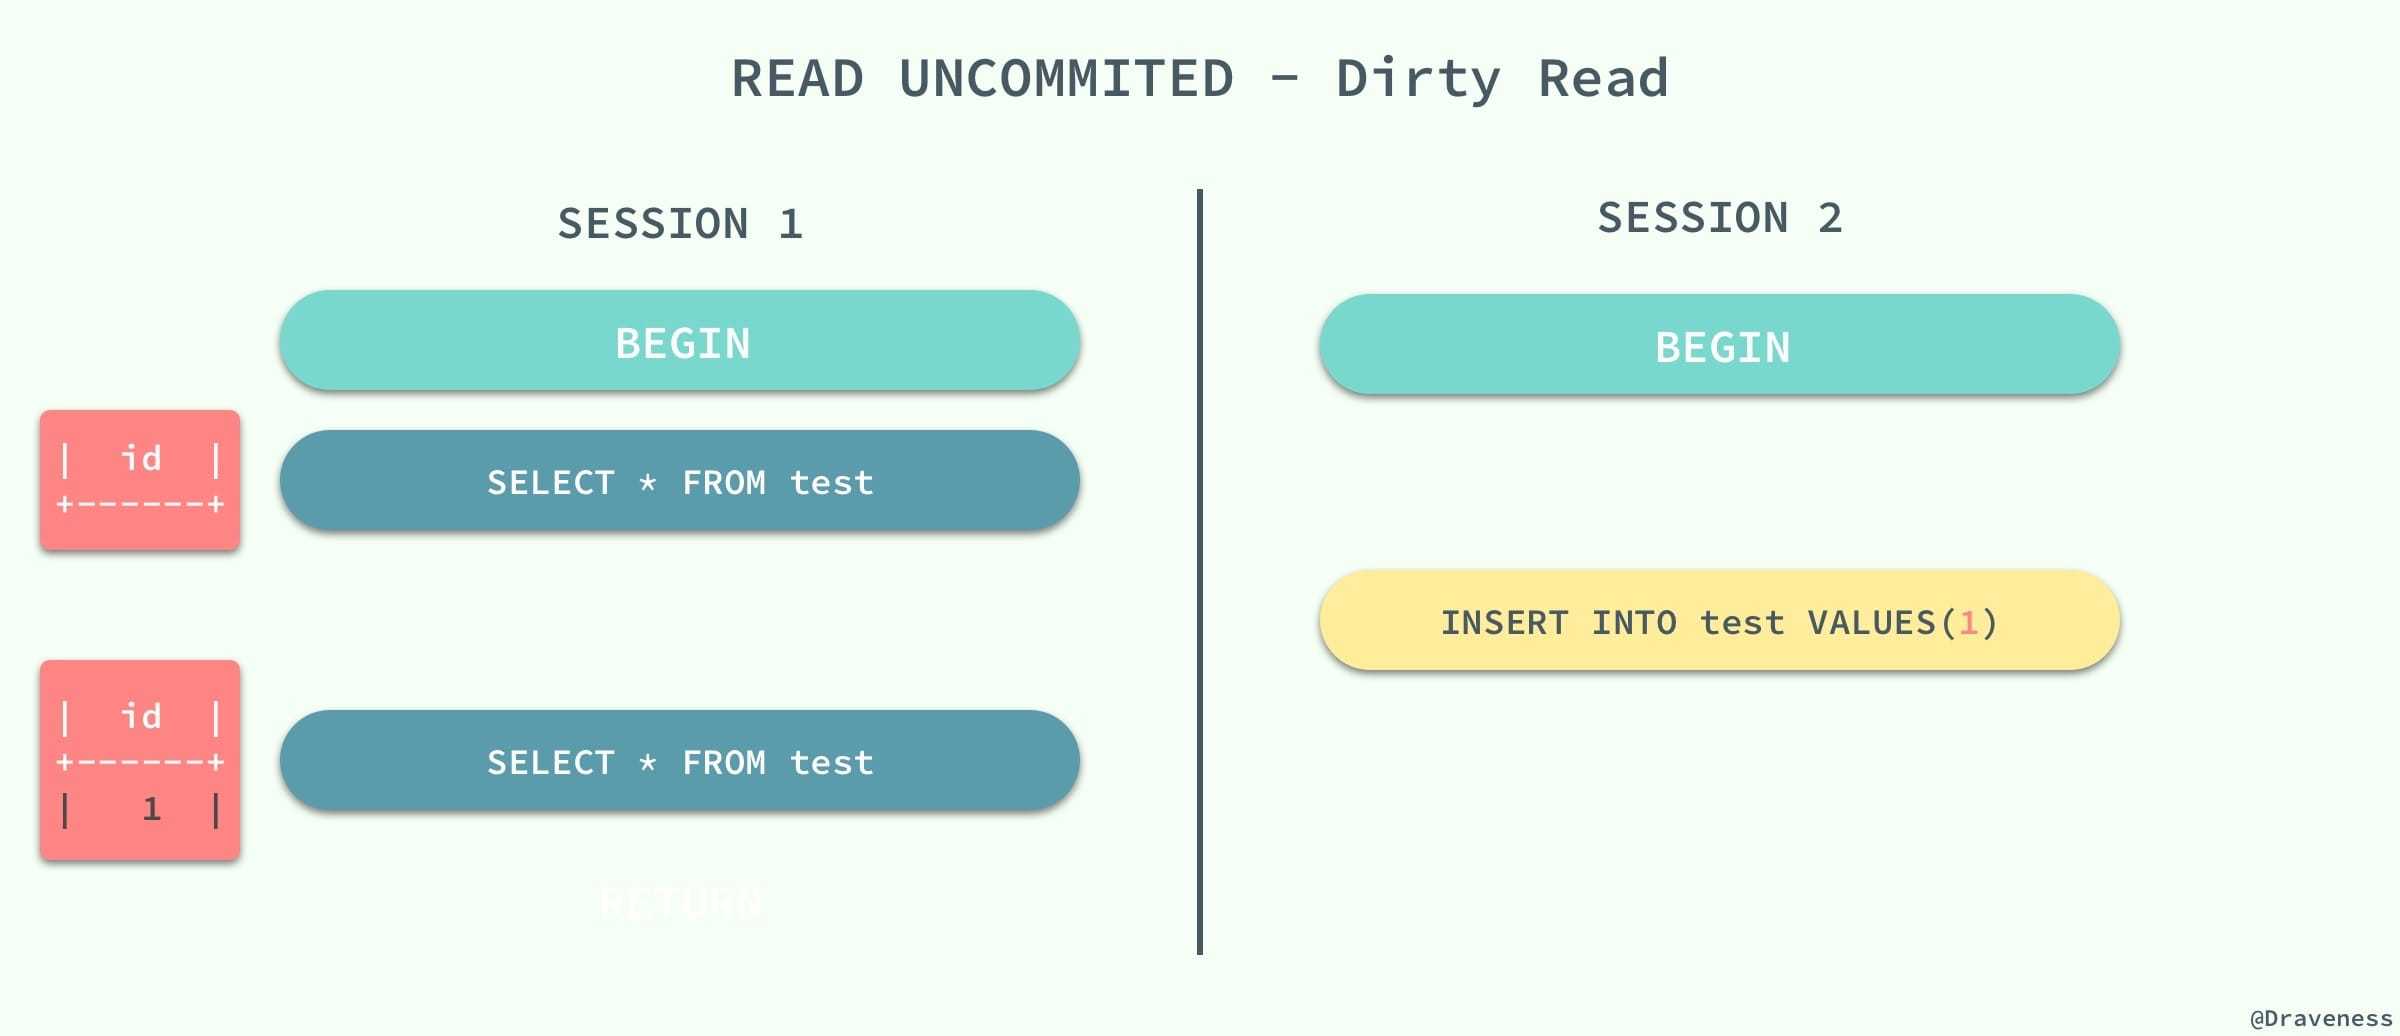 READ UNCOMMITED - Dirty Read
SESSION 1
BEGIN
| id |
+------+
SELECT * FROM test
| id |
+------+
| 1 |
SELECT * FROM test
RETURN
SESSION 2
BEGIN
INSERT INTO test VALUES(1)
@Draveness